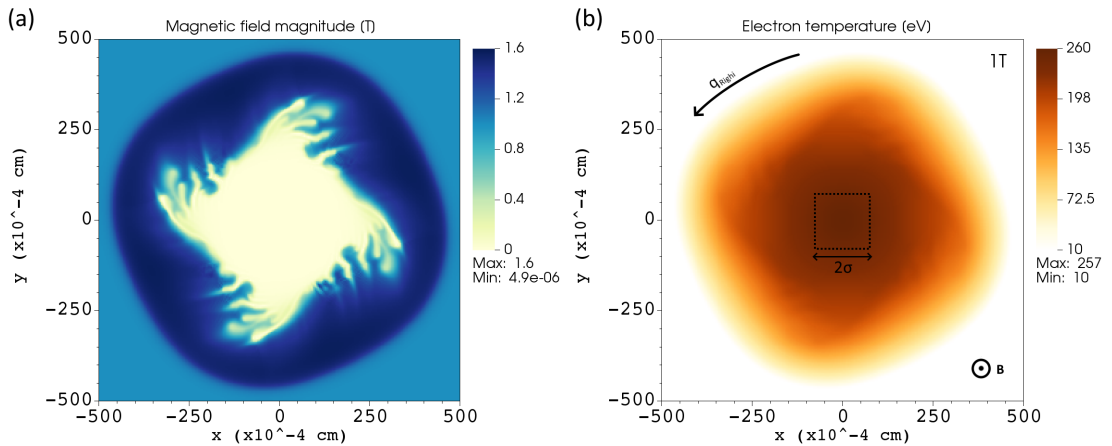 (a)
Magnetic field magnitude (T)
500
250
0
−250
−500
−500
−250
0
250
500
y (x10^-4 cm)
x (x10^-4 cm)
1.6
1.2
0.8
0.4
0
Max: 1.6
Min: 4.9e-06
(b)
Electron temperature (eV)
500
250
0
−250
−500
−500
−250
0
250
500
y (x10^-4 cm)
x (x10^-4 cm)
qRighi
1T
2σ
B
260
198
135
72.5
10
Max: 257
Min: 10